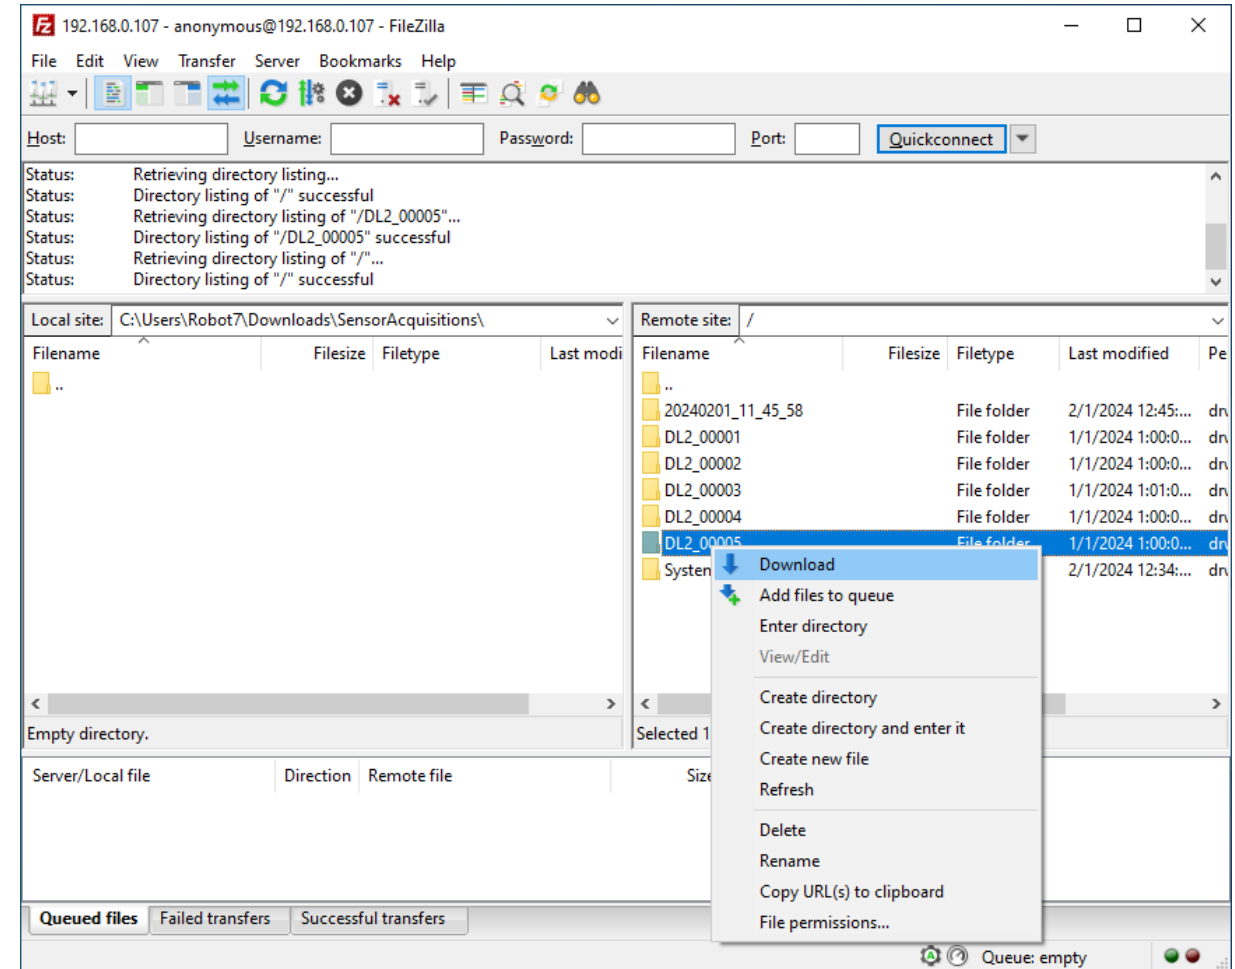 192.168.0.107 - anonymous@192.168.0.107 - FileZilla
File Edit View Transfer Server Bookmarks Help
Host: Username: Password: Port: Quickconnect
Status: Retrieving directory listing...
Status: Directory listing of "/" successful
Status: Retrieving directory listing of "/DL2_00005"...
Status: Directory listing of "/DL2_00005" successful
Status: Retrieving directory listing of "/"...
Status: Directory listing of "/" successful
Local site: C:\Users\Robot7\Downloads\SensorAcquisitions\
Filename Filesize Filetype Last modi
..
Empty directory.
Remote site: /
Filename Filesize Filetype Last modified Pe
..
20240201_11_45_58 File folder 2/1/2024 12:45:... drv
DL2_00001 File folder 1/1/2024 1:00:0... drv
DL2_00002 File folder 1/1/2024 1:00:0... drv
DL2_00003 File folder 1/1/2024 1:01:0... drv
DL2_00004 File folder 1/1/2024 1:00:0... drv
DL2_00005 File folder 1/1/2024 1:00:0... drv
System 2/1/2024 12:34:... drv
Selected 1
Download
Add files to queue
Enter directory
View/Edit
Create directory
Create directory and enter it
Create new file
Refresh
Delete
Rename
Copy URL(s) to clipboard
File permissions...
Server/Local file Direction Remote file Size
Queued files Failed transfers Successful transfers
Queue: empty